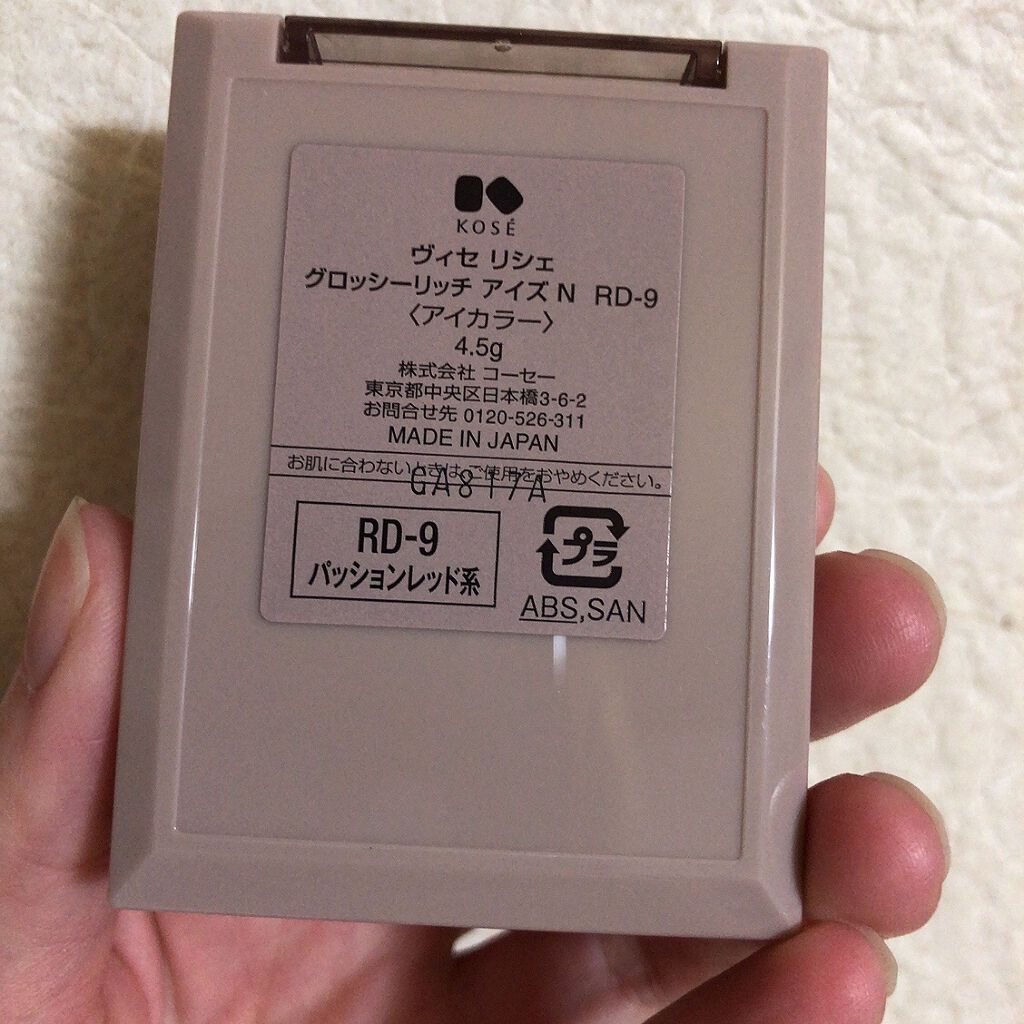 KOSÉ
ヴィセ リシェ
グロッシーリッチ アイズ N RD-9
〈アイカラー〉
4.5g
株式会社 コーセー
東京都中央区日本橋3-6-2
お問合せ先 0120-526-311
MADE IN JAPAN
お肌に合わないときは、ご使用をおやめください。
GA817A
RD-9
パッションレッド系
プラ
ABS,SAN